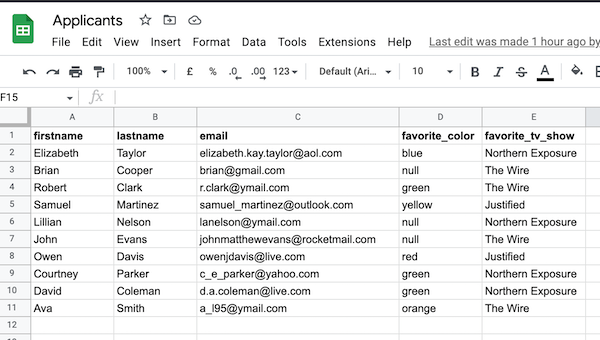 Applicants
File Edit View Insert Format Data Tools Extensions Help Last edit was made 1 hour ago by
100% £ % .0 .00 123 Default (Ari... 10 B I S A
F15 fx
A B C D E
1 firstname lastname email favorite_color favorite_tv_show
2 Elizabeth Taylor elizabeth.kay.taylor@aol.com blue Northern Exposure
3 Brian Cooper brian@gmail.com null The Wire
4 Robert Clark r.clark@ymail.com green The Wire
5 Samuel Martinez samuel_martinez@outlook.com yellow Justified
6 Lillian Nelson lanelson@ymail.com null Northern Exposure
7 John Evans johnmatthewevans@rocketmail.com null The Wire
8 Owen Davis owenjdavis@live.com red Justified
9 Courtney Parker c_e_parker@yahoo.com green Northern Exposure
10 David Coleman d.a.coleman@live.com green Northern Exposure
11 Ava Smith a_l95@ymail.com orange The Wire
12